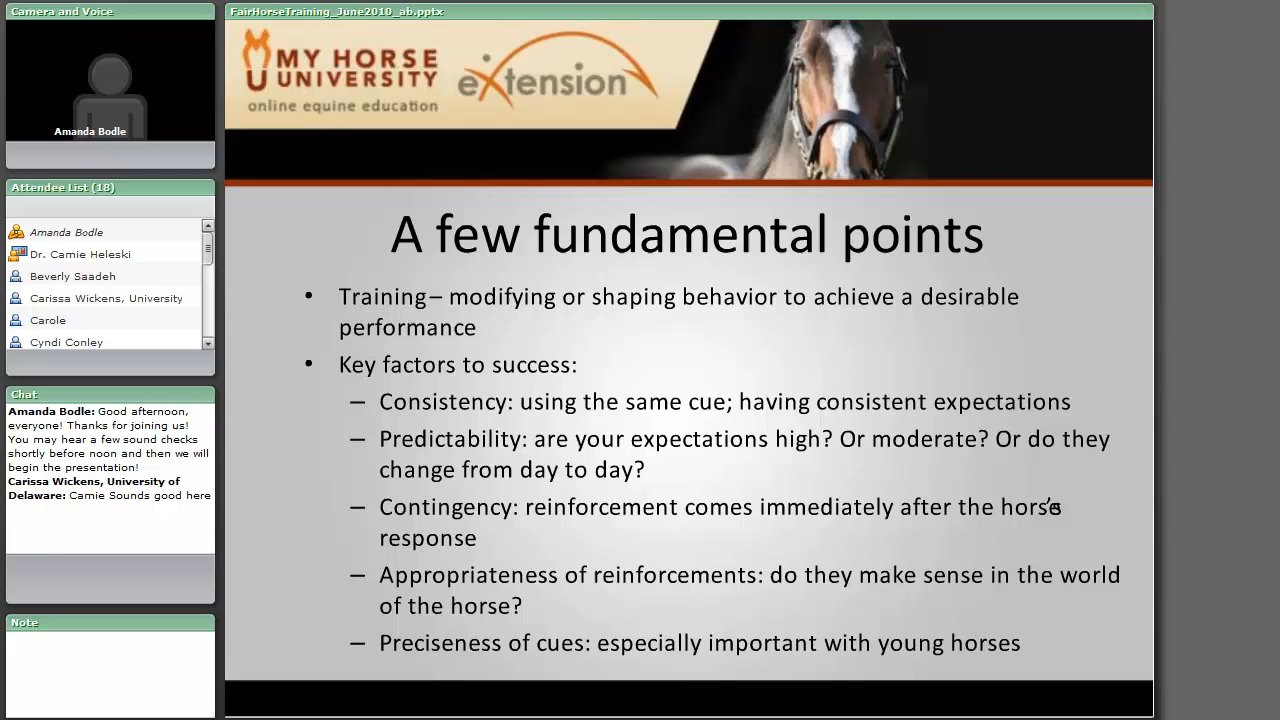 Camera and Voice
Amanda Bodle
Attendee List (18)
Amanda Bodle
Dr. Camie Heleski
Beverly Saadeh
Carissa Wickens, University
Carole
Cyndi Conley
Chat
Amanda Bodle: Good afternoon,
everyone! Thanks for joining us!
You may hear a few sound checks
shortly before noon and then we will
begin the presentation!
Carissa Wickens, University of
Delaware: Camie Sounds good here
Note
FairHorseTraining_June2010_ab.pptx
MY HORSE
UNIVERSITY
online equine education
eXtension
A few fundamental points
• Training – modifying or shaping behavior to achieve a desirable
performance
• Key factors to success:
– Consistency: using the same cue; having consistent expectations
– Predictability: are your expectations high? Or moderate? Or do they
change from day to day?
– Contingency: reinforcement comes immediately after the horse's
response
– Appropriateness of reinforcements: do they make sense in the world
of the horse?
– Preciseness of cues: especially important with young horses